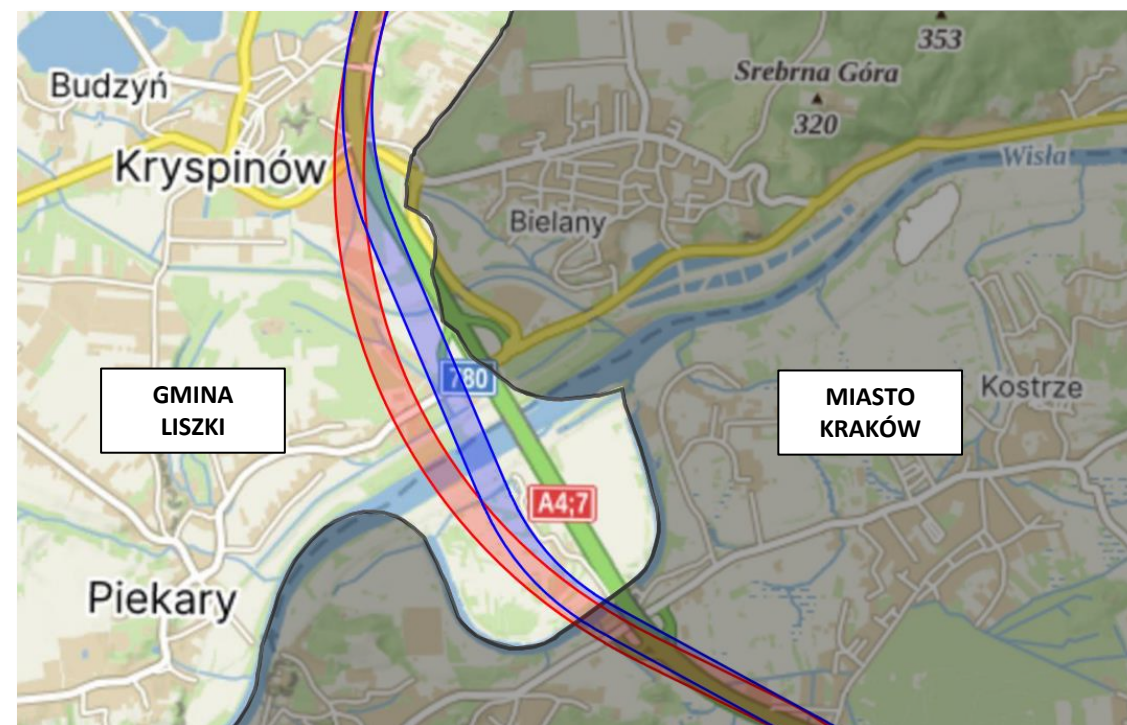 353
Srebrna Góra
320
Budzyń
Kryspinów
Wisła
Bielany
780
GMINA
LISZKI
MIASTO
KRAKÓW
Kostrze
A4;7
Piekary